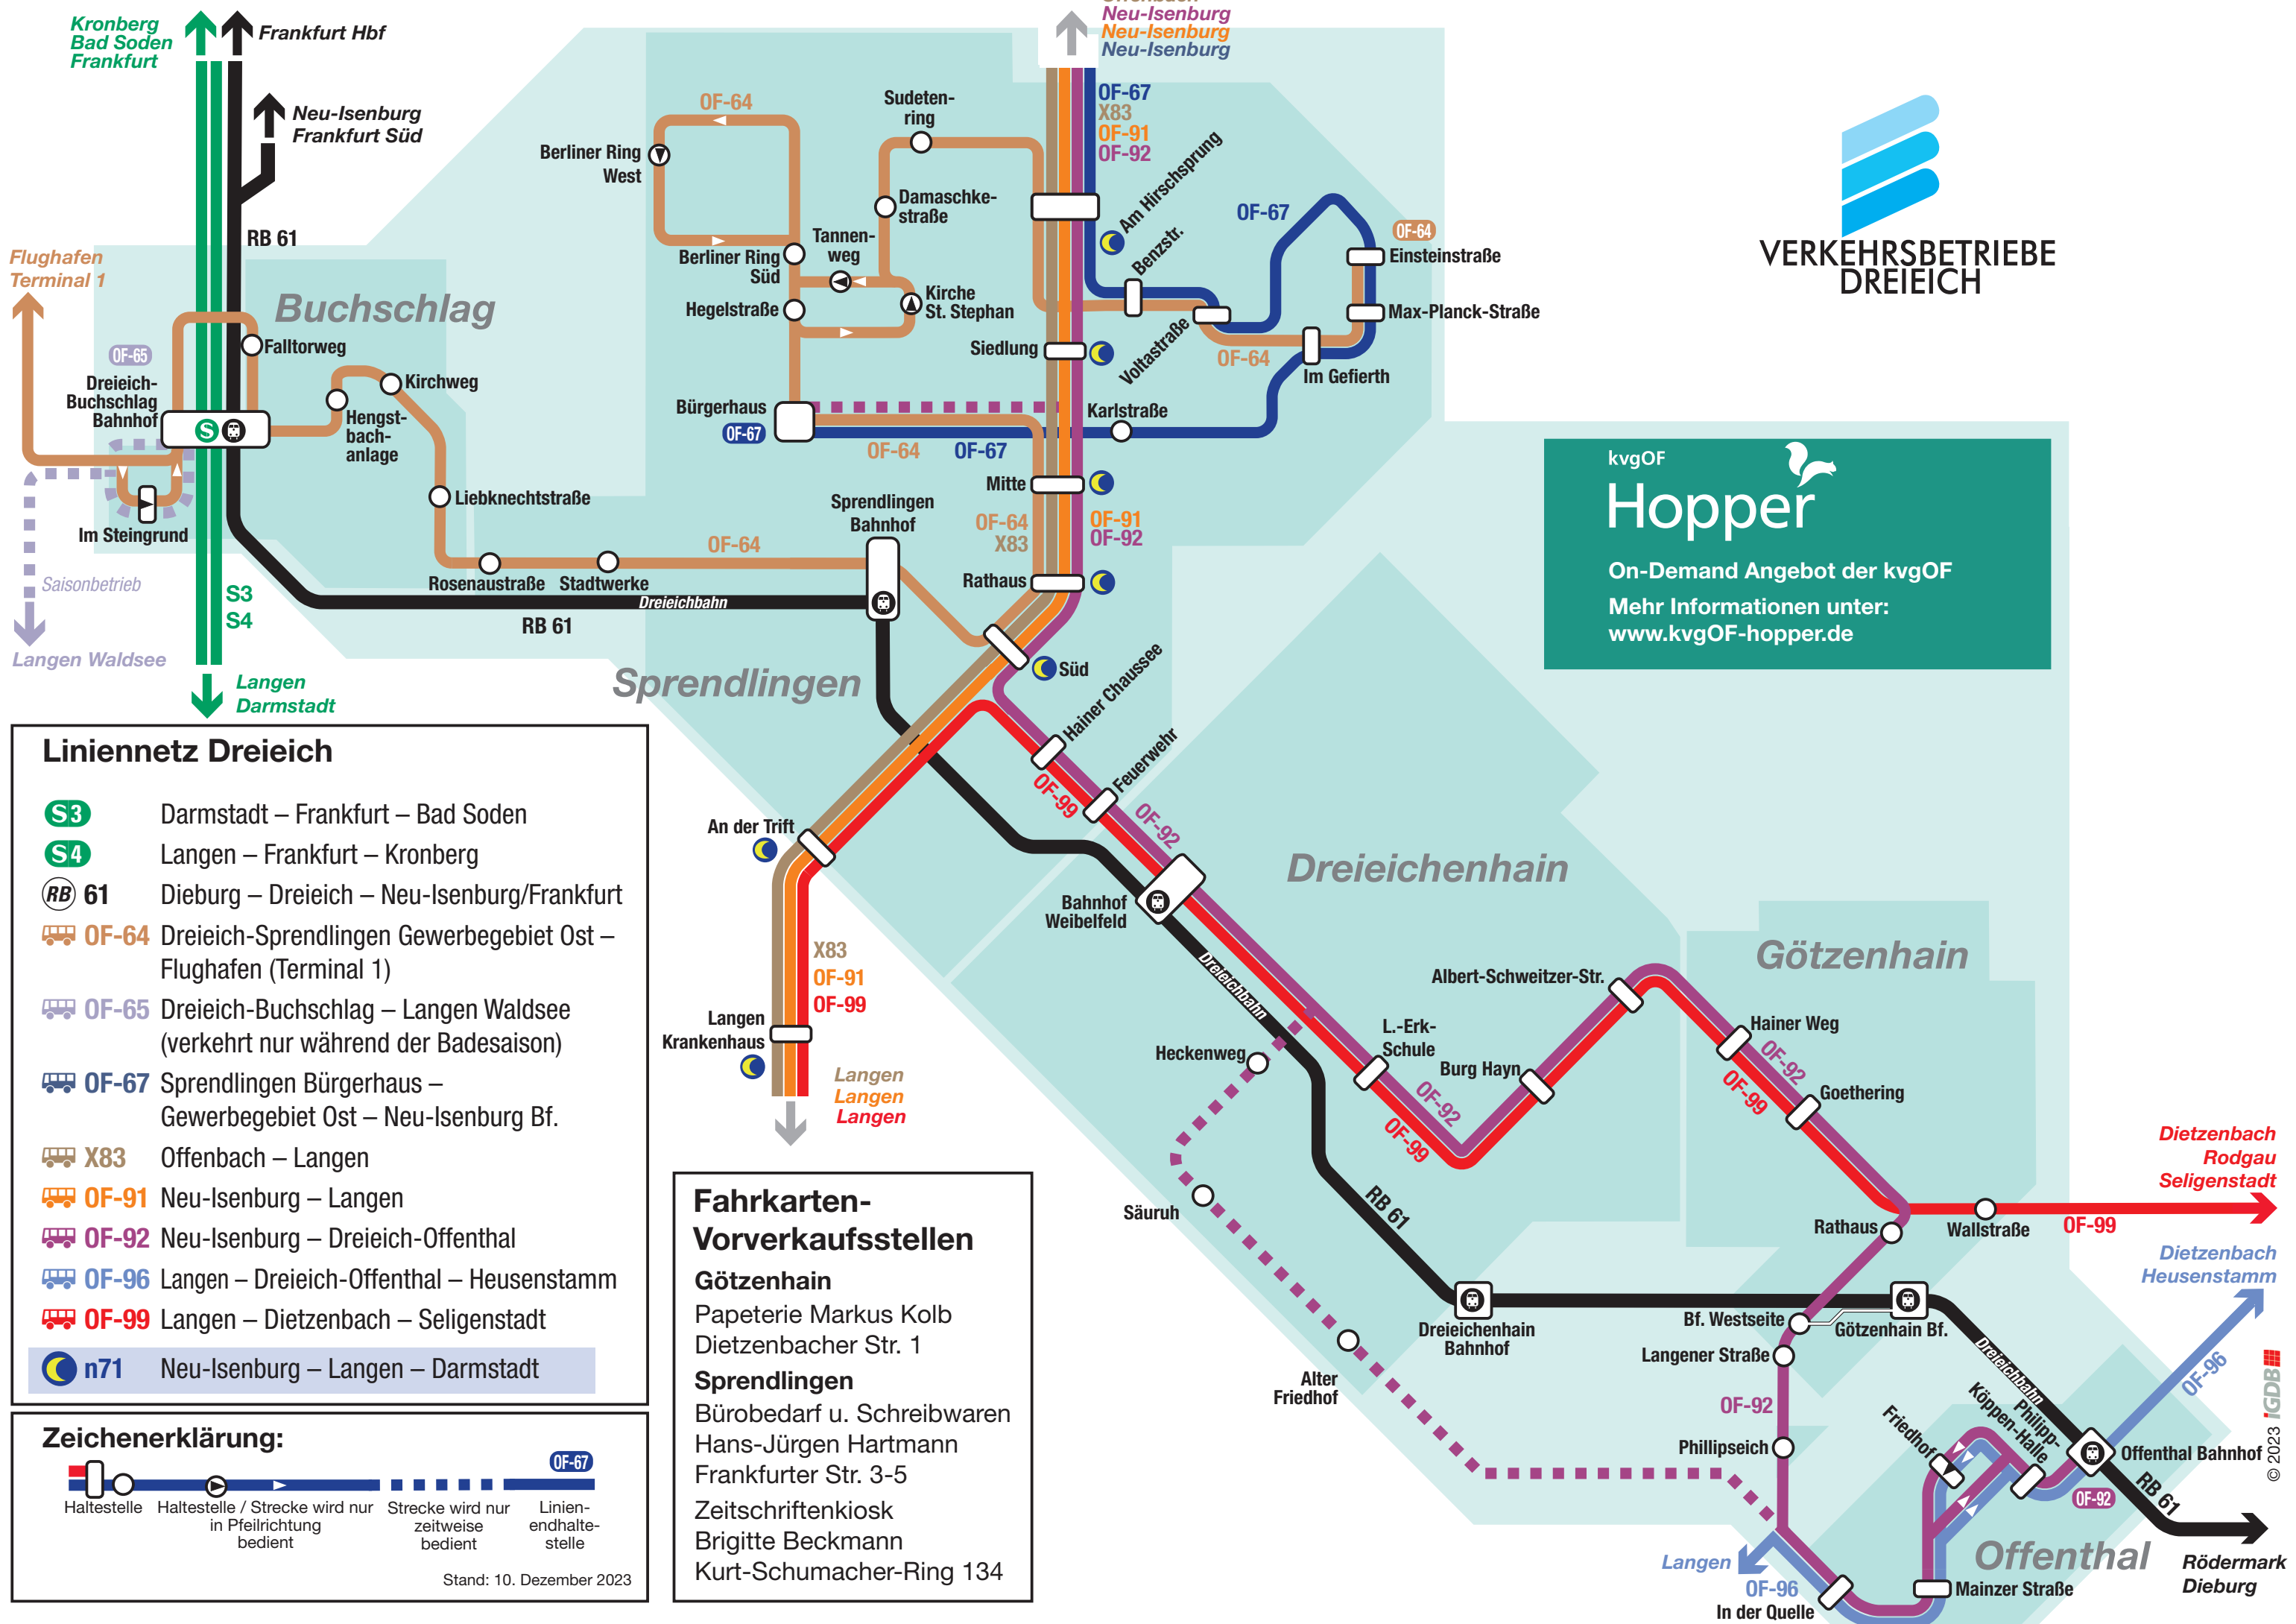 Kronberg
Bad Soden
Frankfurt
Frankfurt Hbf
Neu-Isenburg
Frankfurt Süd
Neu-Isenburg
Neu-Isenburg
Neu-Isenburg
OF-67
X83
OF-91
OF-92
RB 61
Flughafen
Terminal 1
Buchschlag
OF-65
Dreieich-
Buchschlag
Bahnhof
S
Falltorweg
Kirchweg
Hengst-
bach-
anlage
Im Steingrund
Liebknechtstraße
Saisonbetrieb
Langen Waldsee
S3
S4
Langen
Darmstadt
Rosenaustraße
Stadtwerke
OF-64
Dreieichbahn
RB 61
OF-64
Berliner Ring
West
Sudeten-
ring
Damaschke-
straße
Tannen-
weg
Berliner Ring
Süd
Hegelstraße
Kirche
St. Stephan
Am Hirschsprung
Benzstr.
OF-67
OF-64
Einsteinstraße
Max-Planck-Straße
Siedlung
Voltastraße
OF-64
Im Gefierth
Bürgerhaus
OF-67
OF-64
OF-67
Karlstraße
Mitte
Sprendlingen
Bahnhof
OF-64
X83
OF-91
OF-92
Rathaus
Süd
Sprendlingen
Hainer Chaussee
Feuerwehr
OF-99
OF-92
An der Trift
Bahnhof
Weibelfeld
Dreieichenhain
X83
OF-91
OF-99
Langen
Krankenhaus
Langen
Langen
Langen
Dreieichbahn
Heckenweg
L.-Erk-
Schule
Burg Hayn
Albert-Schweitzer-Str.
Götzenhain
Hainer Weg
OF-92
OF-99
Goethering
OF-92
OF-99
Säuruh
RB 61
Alter
Friedhof
Dreieichenhain
Bahnhof
Rathaus
Wallstraße
OF-99
Dietzenbach
Rodgau
Seligenstadt
Dietzenbach
Heusenstamm
Bf. Westseite
Götzenhain Bf.
Langener Straße
Dreieichbahn
OF-96
OF-92
Phillipseich
Friedhof
Philipp-
Köppen-Halle
Offenthal Bahnhof
OF-92
RB 61
Offenthal
Mainzer Straße
Langen
OF-96
In der Quelle
Rödermark
Dieburg
VERKEHRSBETRIEBE
DREIEICH
kvgOF
Hopper
On-Demand Angebot der kvgOF
Mehr Informationen unter:
www.kvgOF-hopper.de
Liniennetz Dreieich
S3 Darmstadt – Frankfurt – Bad Soden
S4 Langen – Frankfurt – Kronberg
RB 61 Dieburg – Dreieich – Neu-Isenburg/Frankfurt
OF-64 Dreieich-Sprendlingen Gewerbegebiet Ost –
Flughafen (Terminal 1)
OF-65 Dreieich-Buchschlag – Langen Waldsee
(verkehrt nur während der Badesaison)
OF-67 Sprendlingen Bürgerhaus –
Gewerbegebiet Ost – Neu-Isenburg Bf.
X83 Offenbach – Langen
OF-91 Neu-Isenburg – Langen
OF-92 Neu-Isenburg – Dreieich-Offenthal
OF-96 Langen – Dreieich-Offenthal – Heusenstamm
OF-99 Langen – Dietzenbach – Seligenstadt
n71 Neu-Isenburg – Langen – Darmstadt
Zeichenerklärung:
OF-67
Haltestelle
Haltestelle / Strecke wird nur
in Pfeilrichtung
bedient
Strecke wird nur
zeitweise
bedient
Linien-
endhalte-
stelle
Stand: 10. Dezember 2023
Fahrkarten-
Vorverkaufsstellen
Götzenhain
Papeterie Markus Kolb
Dietzenbacher Str. 1
Sprendlingen
Bürobedarf u. Schreibwaren
Hans-Jürgen Hartmann
Frankfurter Str. 3-5
Zeitschriftenkiosk
Brigitte Beckmann
Kurt-Schumacher-Ring 134
© 2023 iGDB